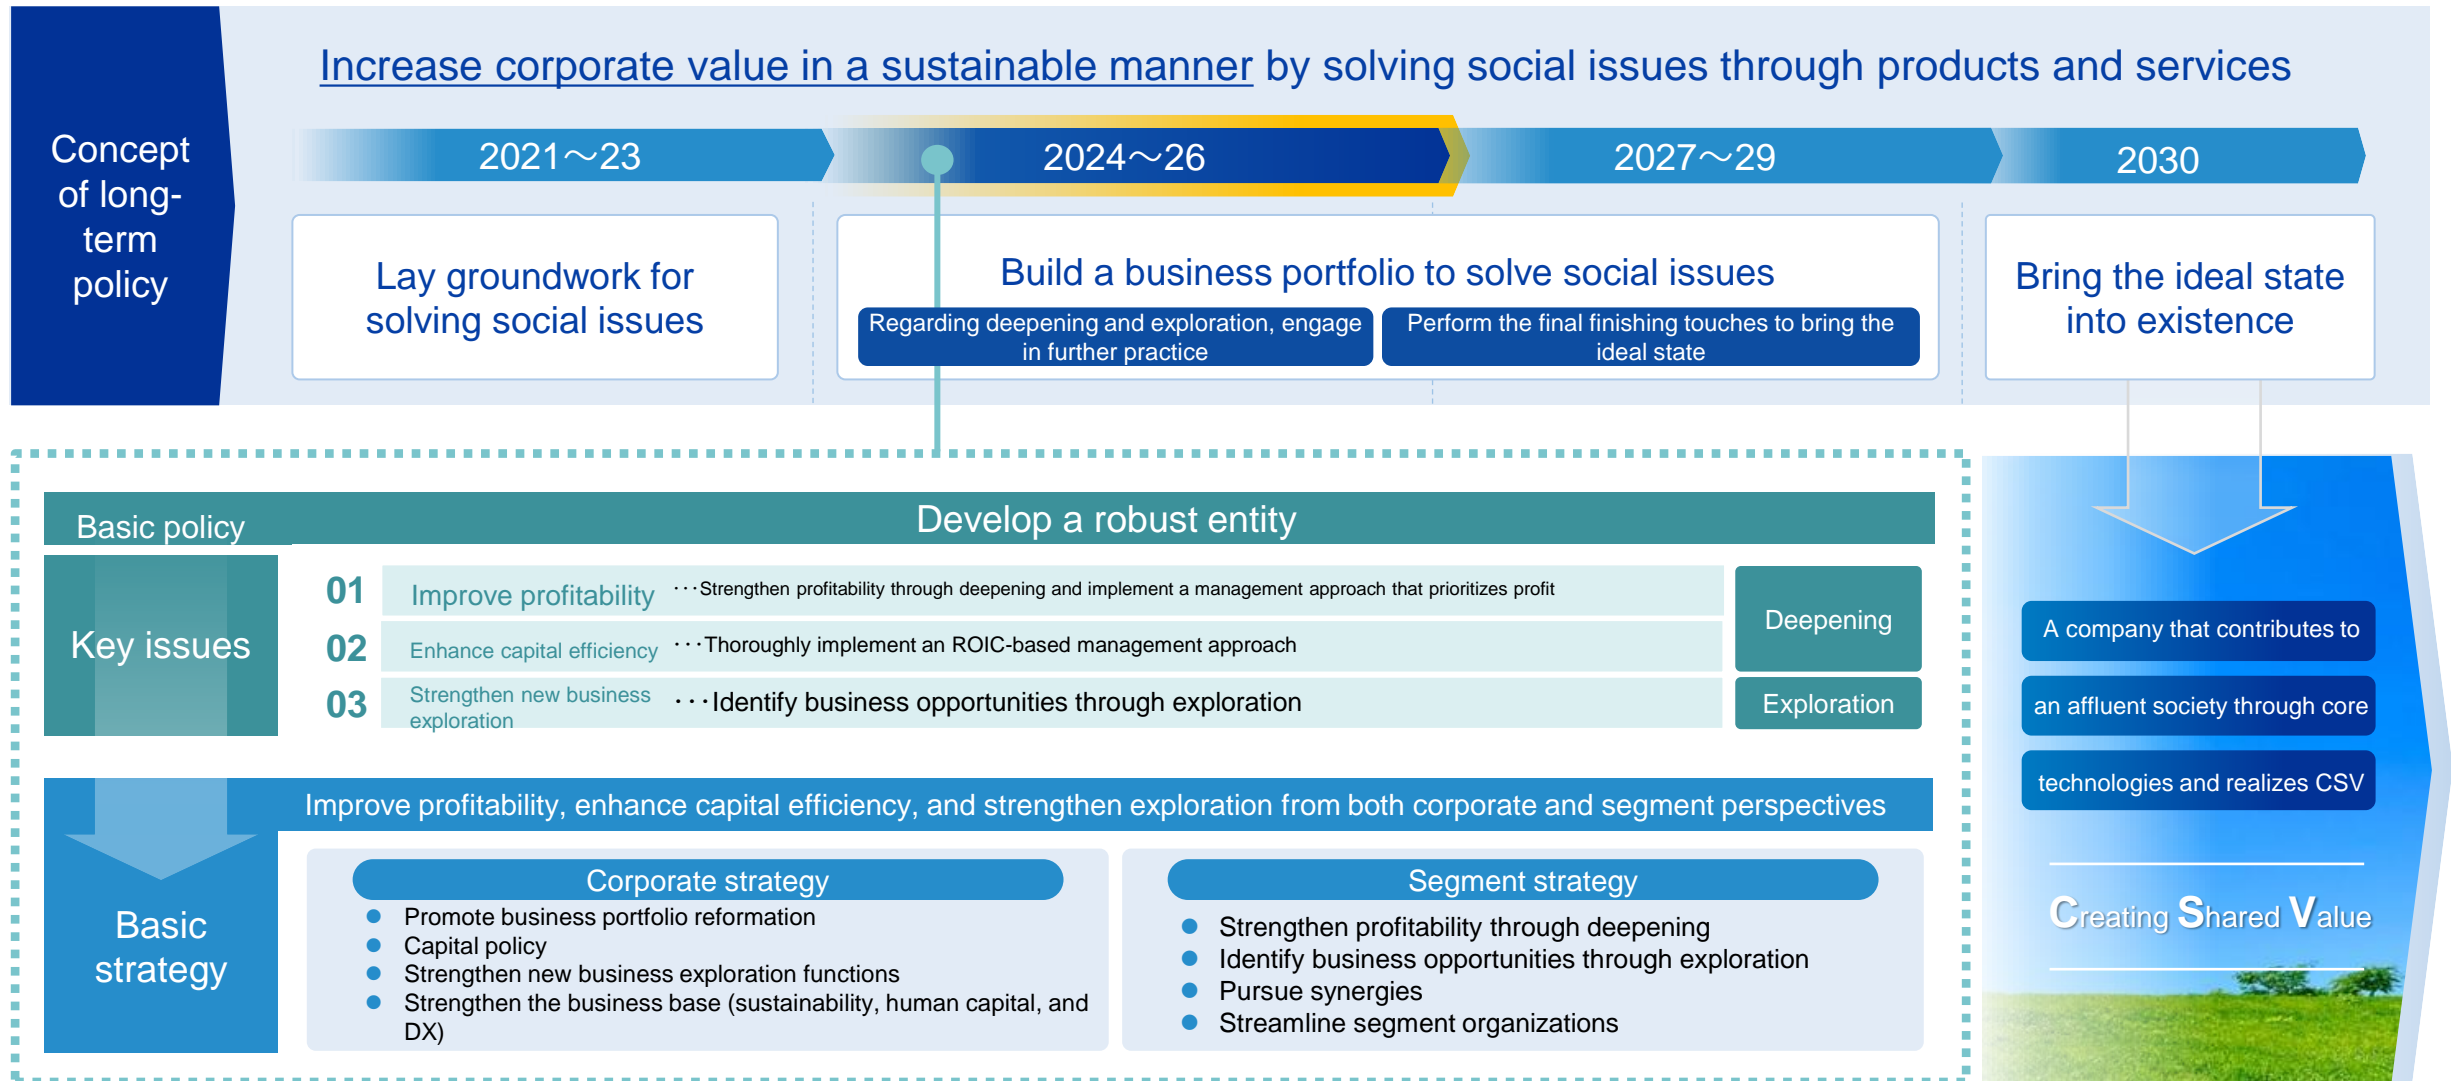 Increase corporate value in a sustainable manner by solving social issues through products and services
Concept
of long-
term
policy
2021～23
2024～26
2027～29
2030
Lay groundwork for
solving social issues
Build a business portfolio to solve social issues
Regarding deepening and exploration, engage
in further practice
Perform the final finishing touches to bring the
ideal state
Bring the ideal state
into existence
Basic policy
Develop a robust entity
Key issues
01
Improve profitability
···Strengthen profitability through deepening and implement a management approach that prioritizes profit
02
Enhance capital efficiency
···Thoroughly implement an ROIC-based management approach
Deepening
03
Strengthen new business
exploration
···Identify business opportunities through exploration
Exploration
Improve profitability, enhance capital efficiency, and strengthen exploration from both corporate and segment perspectives
Basic
strategy
Corporate strategy
● Promote business portfolio reformation
● Capital policy
● Strengthen new business exploration functions
● Strengthen the business base (sustainability, human capital, and
DX)
Segment strategy
● Strengthen profitability through deepening
● Identify business opportunities through exploration
● Pursue synergies
● Streamline segment organizations
A company that contributes to
an affluent society through core
technologies and realizes CSV
Creating Shared Value